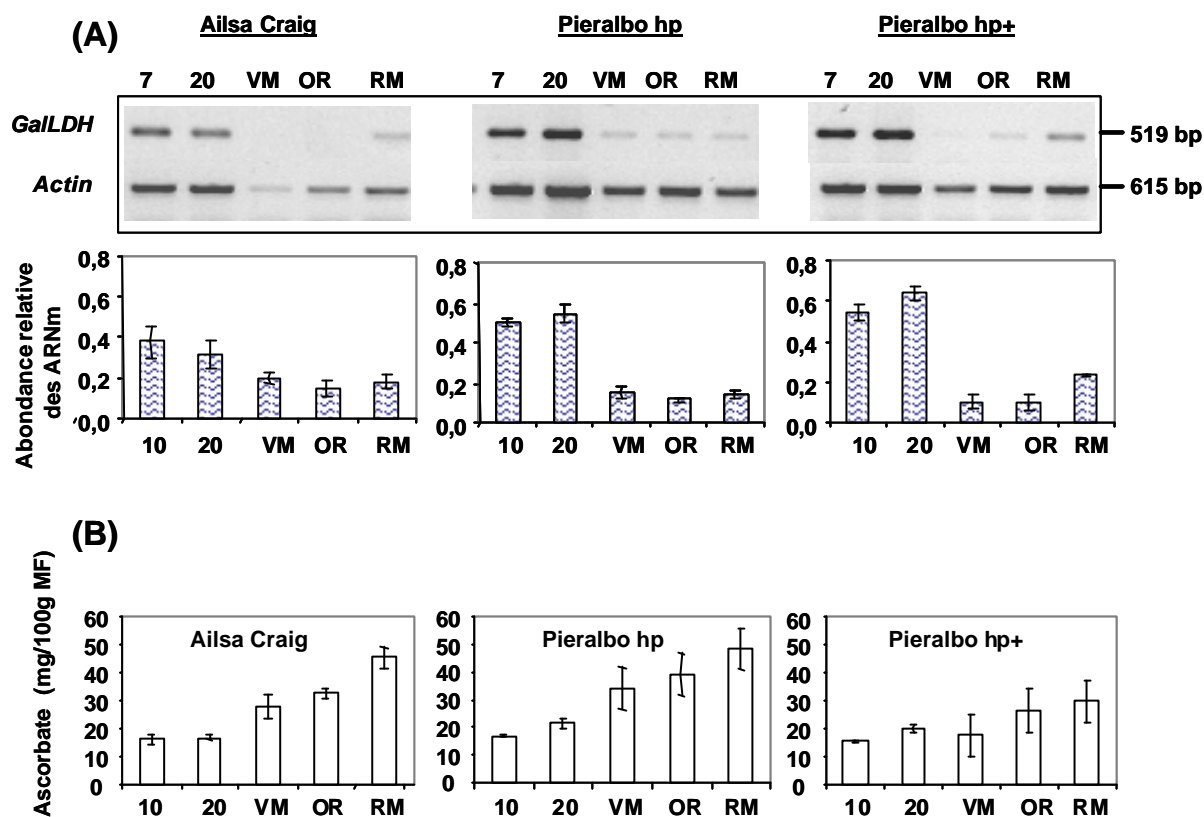 (A)
Ailsa Craig Pieralbo hp Pieralbo hp+
7 20 VM OR RM 7 20 VM OR RM 7 20 VM OR RM
GalLDH 519 bp
Actin 615 bp
Abondance relative
des ARNm
0,8 0,8 0,8
0,6 0,6 0,6
0,4 0,4 0,4
0,2 0,2 0,2
0,0 0,0 0,0
10 20 VM OR RM 10 20 VM OR RM 10 20 VM OR RM
(B)
Ascorbate (mg/100g MF)
Ailsa Craig Pieralbo hp Pieralbo hp+
60 60 60
50 50 50
40 40 40
30 30 30
20 20 20
10 10 10
0 0 0
10 20 VM OR RM 10 20 VM OR RM 10 20 VM OR RM